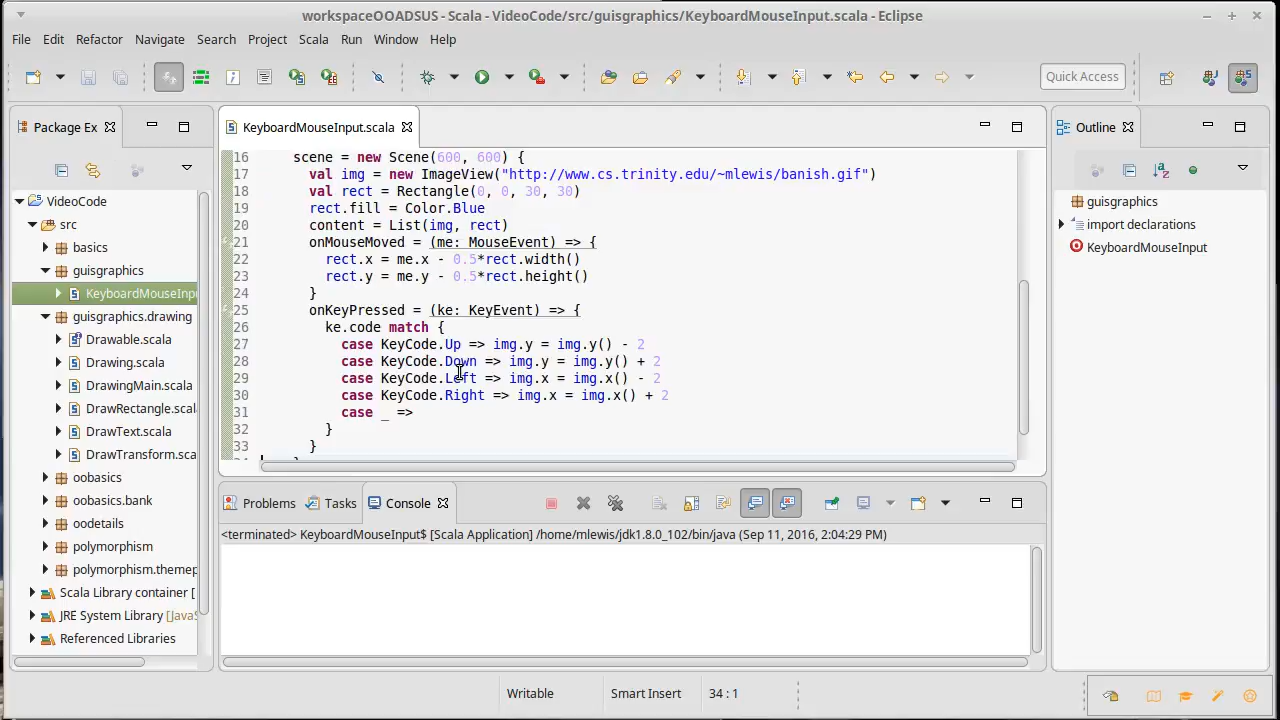 workspaceOOADSUS - Scala - VideoCode/src/guisgraphics/KeyboardMouseInput.scala - Eclipse
File Edit Refactor Navigate Search Project Scala Run Window Help
Quick Access
Package Ex
VideoCode
src
basics
guisgraphics
KeyboardMouseInp
guisgraphics.drawing
Drawable.scala
Drawing.scala
DrawingMain.scala
DrawRectangle.scal
DrawText.scala
DrawTransform.sca
oobasics
oobasics.bank
oodetails
polymorphism
polymorphism.themep
Scala Library container [
JRE System Library [Java
Referenced Libraries
KeyboardMouseInput.scala
16 scene = new Scene(600, 600) {
17 val img = new ImageView("http://www.cs.trinity.edu/~mlewis/banish.gif")
18 val rect = Rectangle(0, 0, 30, 30)
19 rect.fill = Color.Blue
20 content = List(img, rect)
21 onMouseMoved = (me: MouseEvent) => {
22 rect.x = me.x - 0.5*rect.width()
23 rect.y = me.y - 0.5*rect.height()
24 }
25 onKeyPressed = (ke: KeyEvent) => {
26 ke.code match {
27 case KeyCode.Up => img.y = img.y() - 2
28 case KeyCode.Down => img.y = img.y() + 2
29 case KeyCode.Left => img.x = img.x() - 2
30 case KeyCode.Right => img.x = img.x() + 2
31 case _ =>
32 }
33 }
Problems Tasks Console
<terminated> KeyboardMouseInput$ [Scala Application] /home/mlewis/jdk1.8.0_102/bin/java (Sep 11, 2016, 2:04:29 PM)
Outline
guisgraphics
import declarations
KeyboardMouseInput
Writable Smart Insert 34 : 1